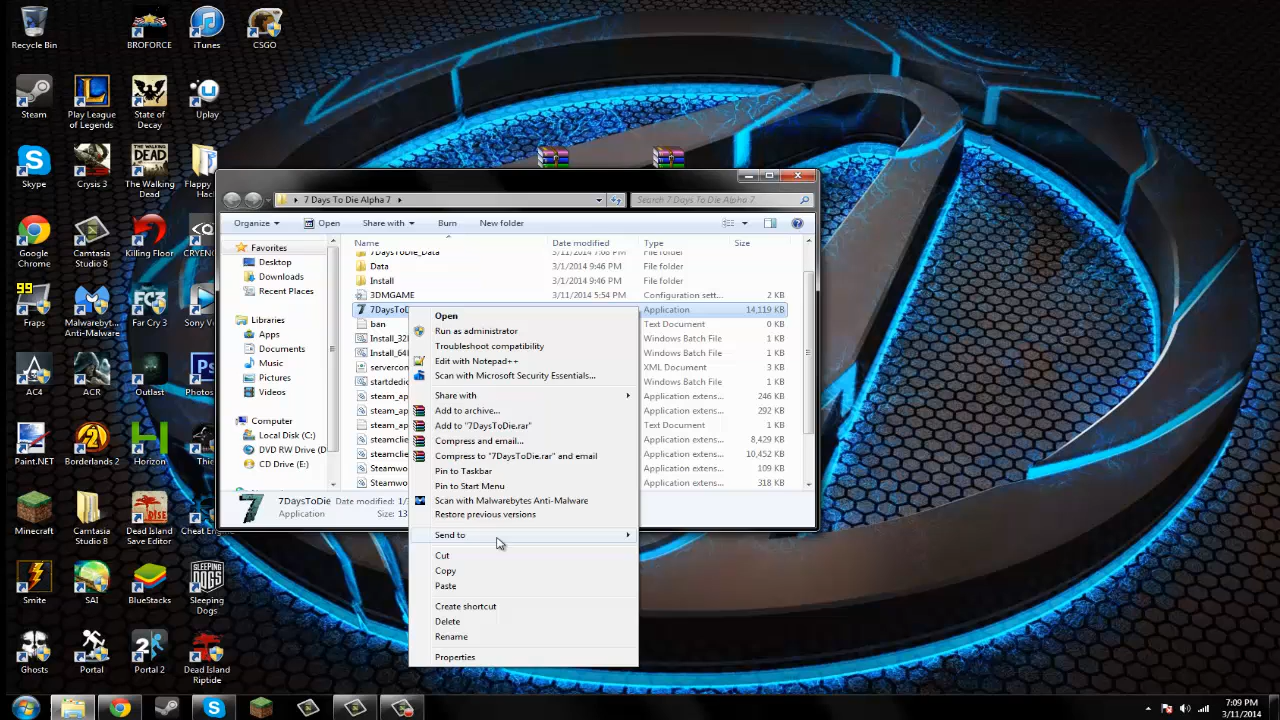 Recycle Bin
BROFORCE
iTunes
CSGO
Steam
Play League of Legends
State of Decay
Uplay
Skype
Crysis 3
The Walking Dead
Flappy
Google Chrome
Camtasia Studio 8
Killing Floor
99
Fraps
Malwarebyt... Anti-Malware
Far Cry 3
Sony V
AC4
ACR
Outlast
Photos
Paint.NET
Borderlands 2
Horizon
Minecraft
Camtasia Studio 8
Dead Island Save Editor
Cheat Engi
Smite
SAI
BlueStacks
Sleeping Dogs
Ghosts
Portal
Portal 2
Dead Island Riptide
7 Days To Die Alpha 7
Search 7 Days To Die Alpha 7
Organize
Open
Share with
Burn
New folder
Favorites
Desktop
Downloads
Recent Places
Libraries
Apps
Documents
Music
Pictures
Videos
Computer
Local Disk (C:)
DVD RW Drive (D
CD Drive (E:)
Name Date modified Type Size
7DaysToDie_Data 3/11/2014 7:08 PM File folder
Data 3/1/2014 9:46 PM File folder
Install 3/1/2014 9:46 PM File folder
3DMGAME 3/11/2014 5:54 PM Configuration sett... 2 KB
7DaysToD Application 14,119 KB
ban Text Document 0 KB
Install_32 Windows Batch File 1 KB
Install_64 Windows Batch File 1 KB
servercon XML Document 3 KB
startdedic Windows Batch File 1 KB
steam_ap Application extens... 246 KB
steam_ap Application extens... 292 KB
steam_ap Text Document 1 KB
steamclie Application extens... 8,429 KB
steamclie Application extens... 10,452 KB
Steamwo Application extens... 109 KB
Steamwo Application extens... 318 KB
7DaysToDie Date modified: 1/
Application Size: 13
Open
Run as administrator
Troubleshoot compatibility
Edit with Notepad++
Scan with Microsoft Security Essentials...
Share with
Add to archive...
Add to "7DaysToDie.rar"
Compress and email...
Compress to "7DaysToDie.rar" and email
Pin to Taskbar
Pin to Start Menu
Scan with Malwarebytes Anti-Malware
Restore previous versions
Send to
Cut
Copy
Paste
Create shortcut
Delete
Rename
Properties
7:09 PM
3/11/2014